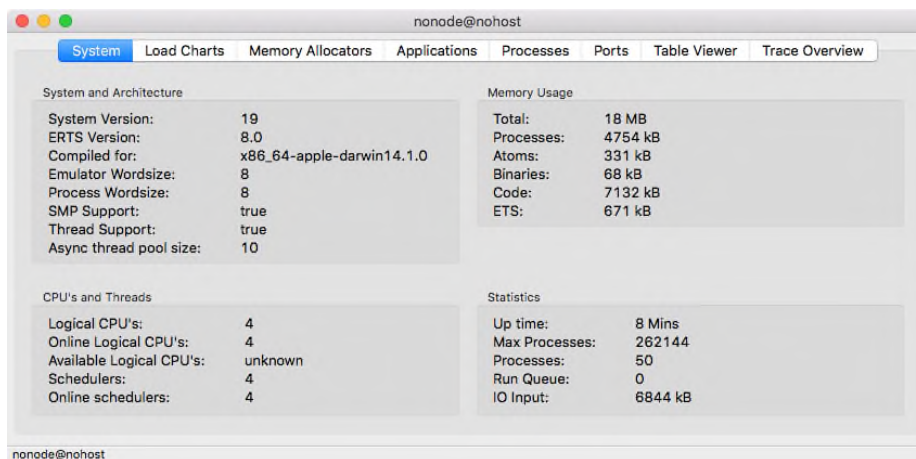 nonode@nohost
System Load Charts Memory Allocators Applications Processes Ports Table Viewer Trace Overview
System and Architecture
System Version: 19
ERTS Version: 8.0
Compiled for: x86_64-apple-darwin14.1.0
Emulator Wordsize: 8
Process Wordsize: 8
SMP Support: true
Thread Support: true
Async thread pool size: 10
Memory Usage
Total: 18 MB
Processes: 4754 kB
Atoms: 331 kB
Binaries: 68 kB
Code: 7132 kB
ETS: 671 kB
CPU's and Threads
Logical CPU's: 4
Online Logical CPU's: 4
Available Logical CPU's: unknown
Schedulers: 4
Online schedulers: 4
Statistics
Up time: 8 Mins
Max Processes: 262144
Processes: 50
Run Queue: 0
IO Input: 6844 kB
nonode@nohost